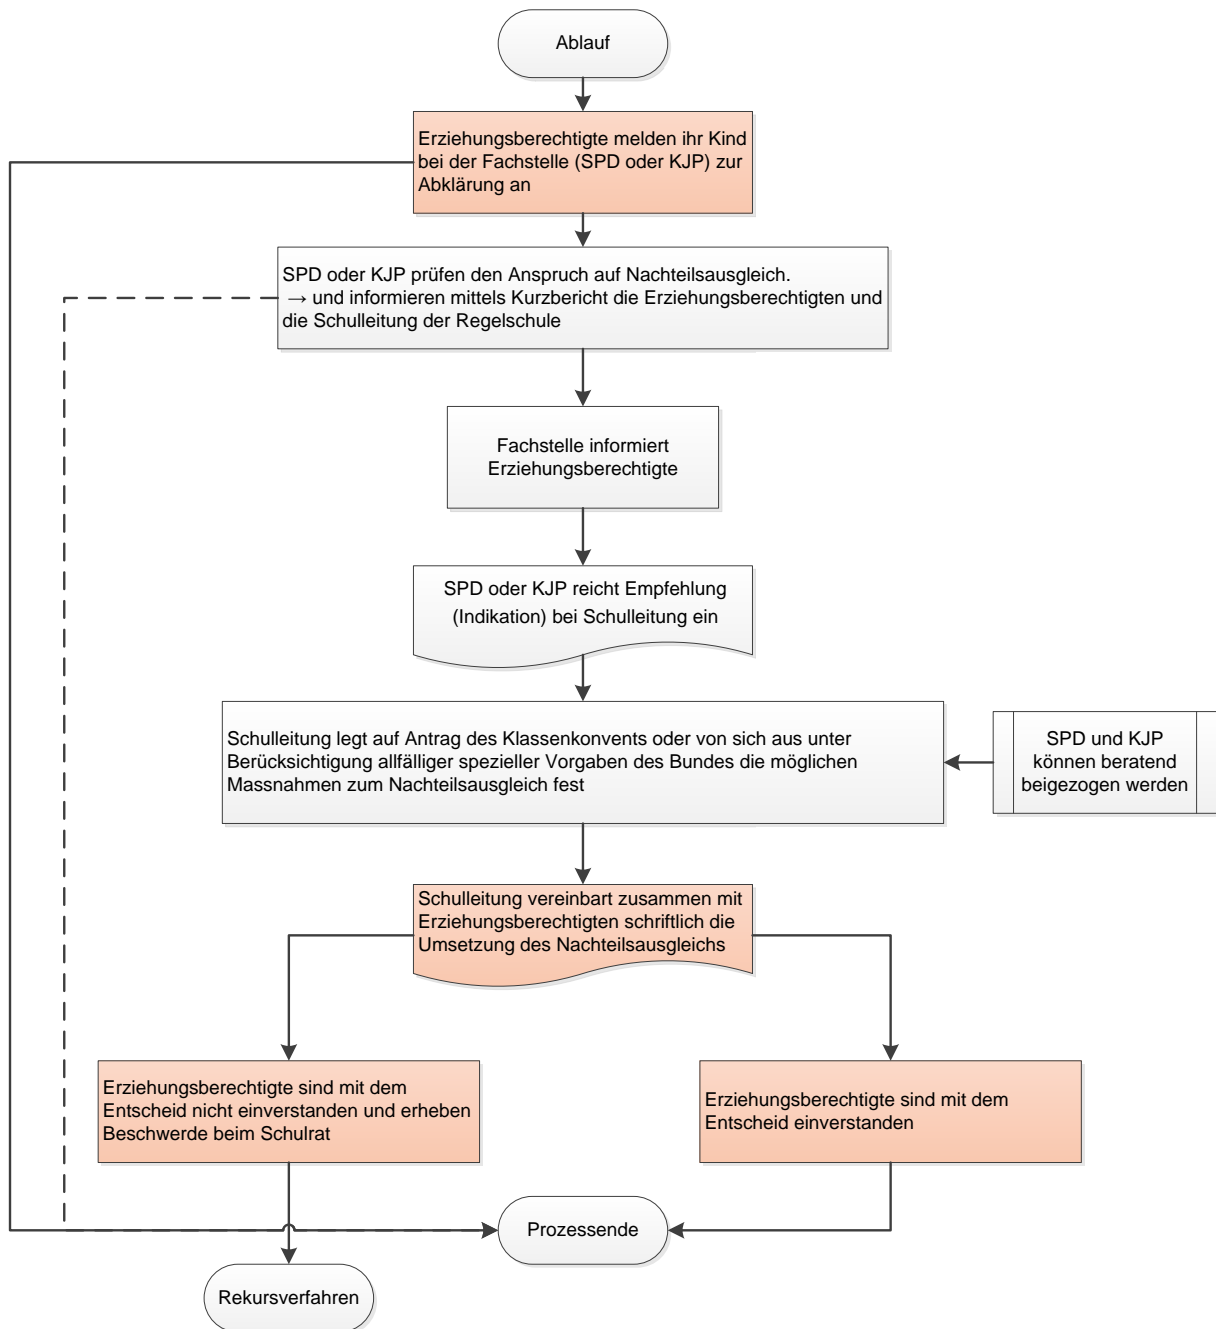 Ablauf
Erziehungsberechtigte melden ihr Kind
bei der Fachstelle (SPD oder KJP) zur
Abklärung an
SPD oder KJP prüfen den Anspruch auf Nachteilsausgleich.
→ und informieren mittels Kurzbericht die Erziehungsberechtigten und
die Schulleitung der Regelschule
Fachstelle informiert
Erziehungsberechtigte
SPD oder KJP reicht Empfehlung
(Indikation) bei Schulleitung ein
Schulleitung legt auf Antrag des Klassenkonvents oder von sich aus unter
Berücksichtigung allfälliger spezieller Vorgaben des Bundes die möglichen
Massnahmen zum Nachteilsausgleich fest
SPD und KJP
können beratend
beigezogen werden
Schulleitung vereinbart zusammen mit
Erziehungsberechtigten schriftlich die
Umsetzung des Nachteilsausgleichs
Erziehungsberechtigte sind mit dem
Entscheid nicht einverstanden und erheben
Beschwerde beim Schulrat
Erziehungsberechtigte sind mit dem
Entscheid einverstanden
Prozessende
Rekursverfahren